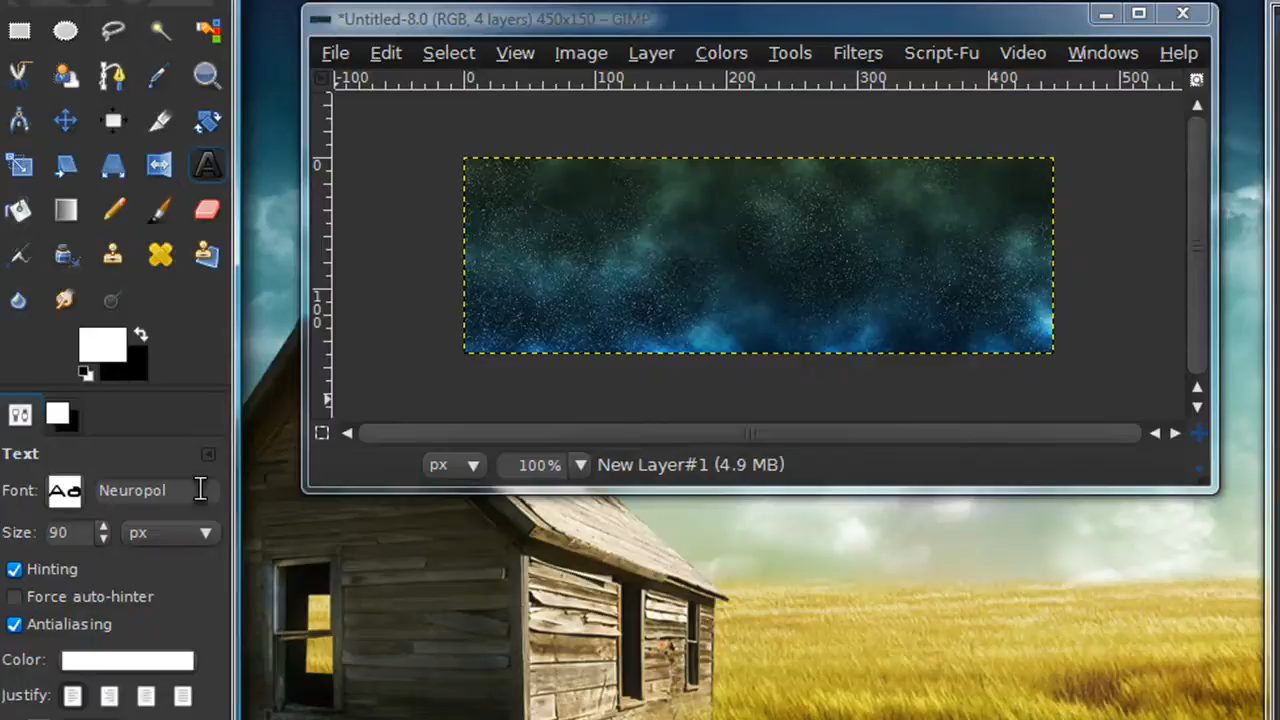 *Untitled-8.0 (RGB, 4 layers) 450x150 – GIMP
File Edit Select View Image Layer Colors Tools Filters Script-Fu Video Windows Help
-100 0 100 200 300 400 500
0
100
px 100% New Layer#1 (4.9 MB)
Text
Font: Aa Neuropol
Size: 90 px
Hinting
Force auto-hinter
Antialiasing
Color:
Justify: